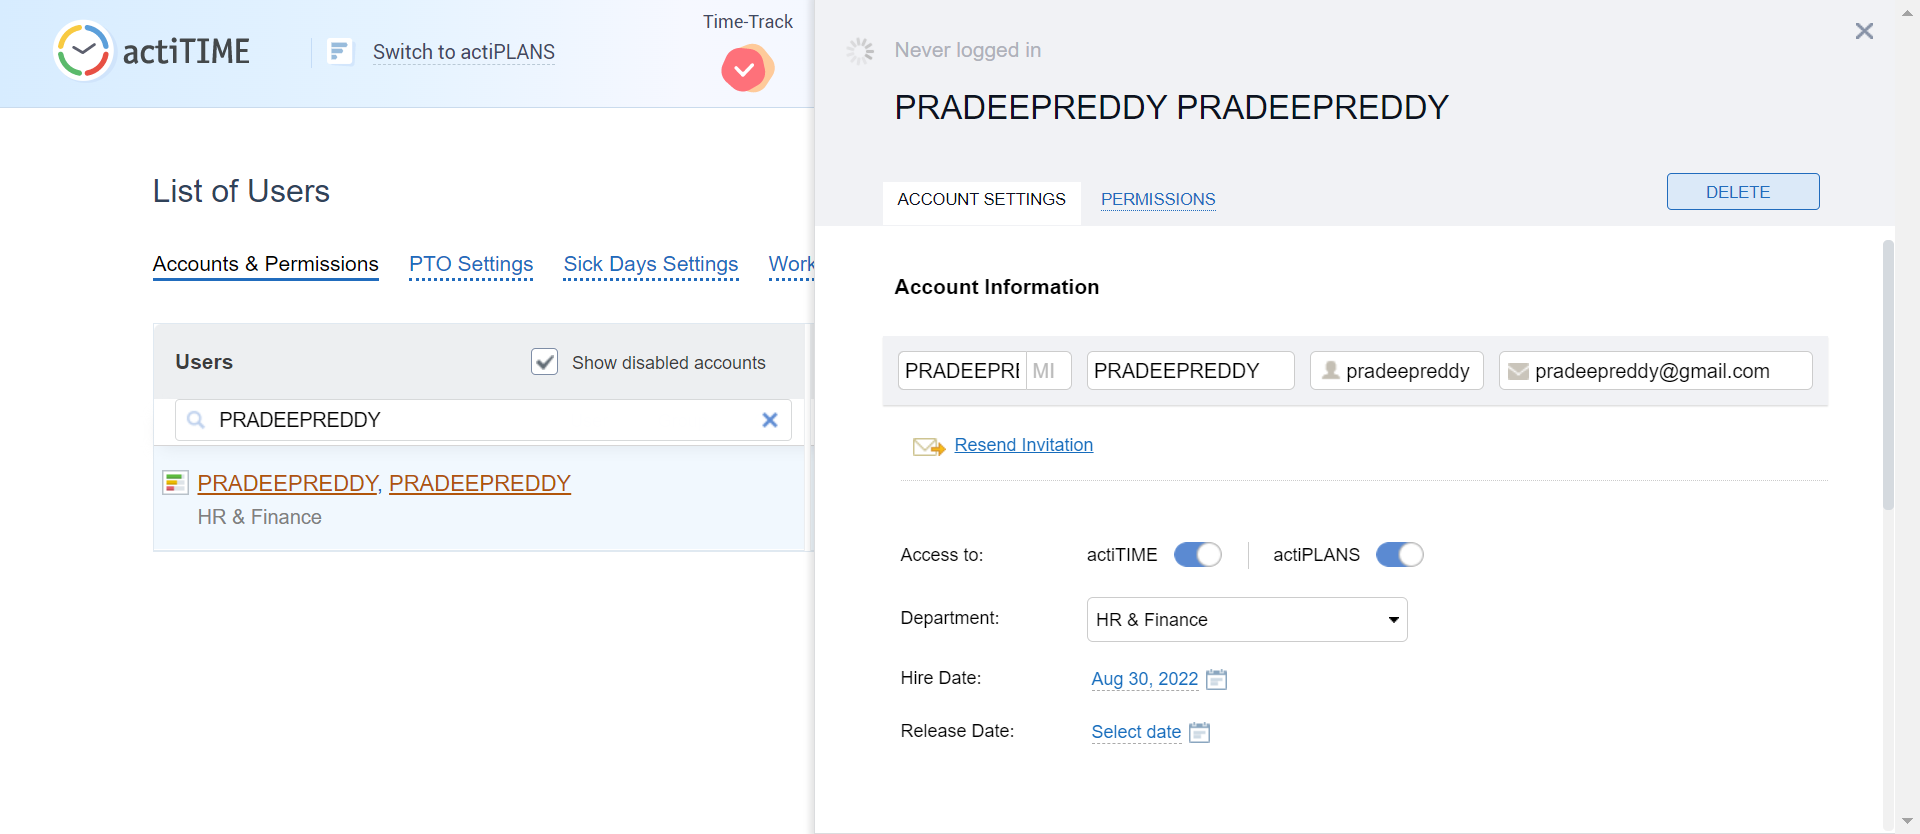 actiTIME
Switch to actiPLANS
Time-Track
List of Users
Accounts & Permissions PTO Settings Sick Days Settings Work
Users
Show disabled accounts
PRADEEPREDDY
PRADEEPREDDY, PRADEEPREDDY
HR & Finance
Never logged in
PRADEEPREDDY PRADEEPREDDY
ACCOUNT SETTINGS PERMISSIONS
DELETE
Account Information
PRADEEPRE MI PRADEEPREDDY pradeepreddy pradeepreddy@gmail.com
Resend Invitation
Access to: actiTIME actiPLANS
Department: HR & Finance
Hire Date: Aug 30, 2022
Release Date: Select date